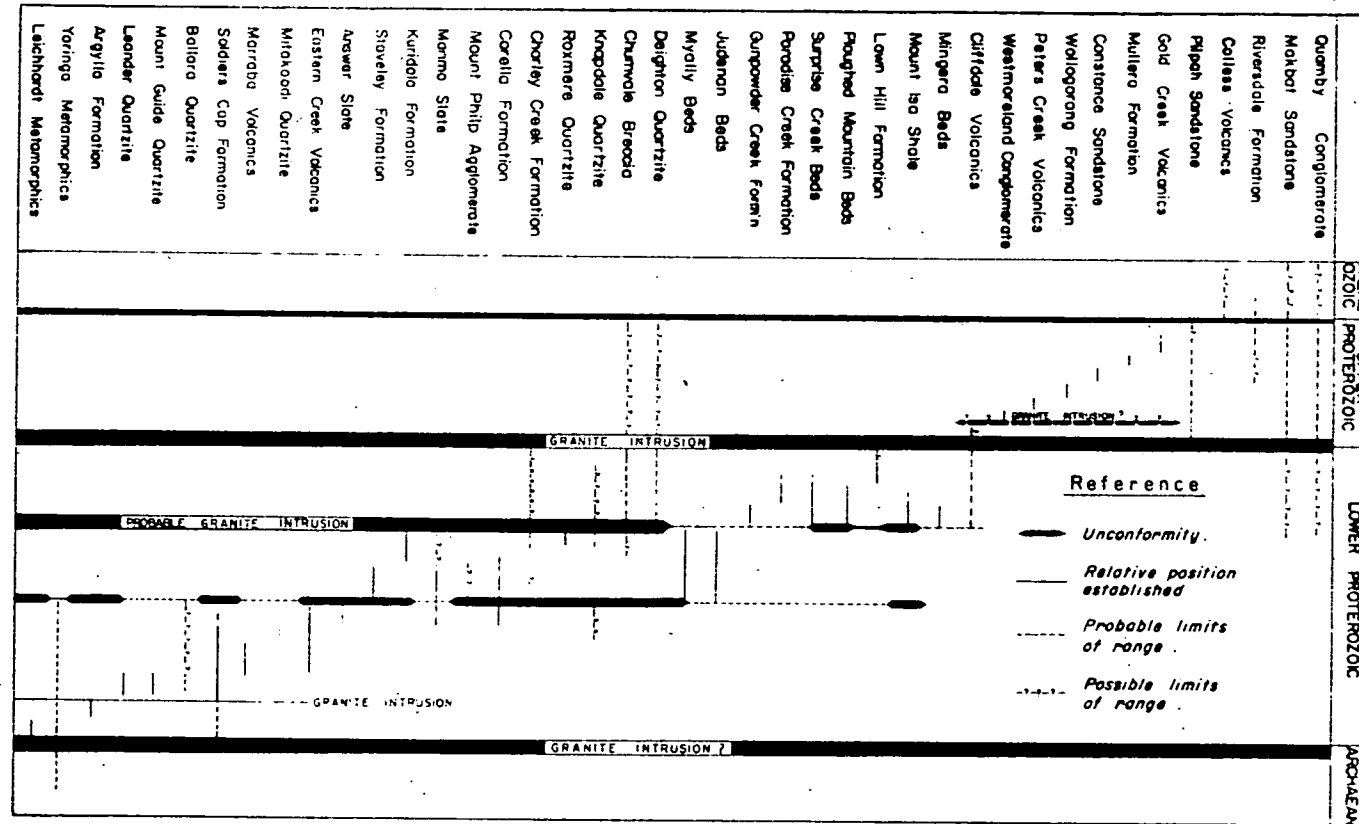 Leichhardt Metamorphics
Yaringa Metamorphics
Argylla Formation
Leander Quartzite
Mount Guide Quartzite
Ballara Quartzite
Soldiers Cap Formation
Marraba Volcanics
Mitakoodi Quartzite
Eastern Creek Volcanics
Answer Slate
Staveley Formation
Kuridala Formation
Marimo Slate
Mount Philp Agglomerate
Corella Formation
Charley Creek Formation
Roxmere Quartzite
Knapdale Quartzite
Chumvale Breccia
Deighton Quartzite
Myally Beds
Judenan Beds
Gunpowder Creek Form'n
Paradise Creek Formation
Surprise Creek Beds
Ploughed Mountain Beds
Lawn Hill Formation
Mount Isa Shale
Mingera Beds
Cliffdale Volcanics
Westmoreland Conglomerate
Peters Creek Volcanics
Wollogorang Formation
Constance Sandstone
Mullera Formation
Gold Creek Volcanics
Pilpah Sandstone
Colless Volcanics
Riversdale Formation
Makbat Sandstone
Quamby Conglomerate
OZOIC
PROTEROZOIC
LOWER PROTEROZOIC
ARCHAEAN
GRANITE INTRUSION ?
GRANITE INTRUSION
PROBABLE GRANITE INTRUSION
GRANITE INTRUSION
GRANITE INTRUSION ?
Reference
Unconformity.
Relative position
established
Probable limits
of range.
Possible limits
of range.